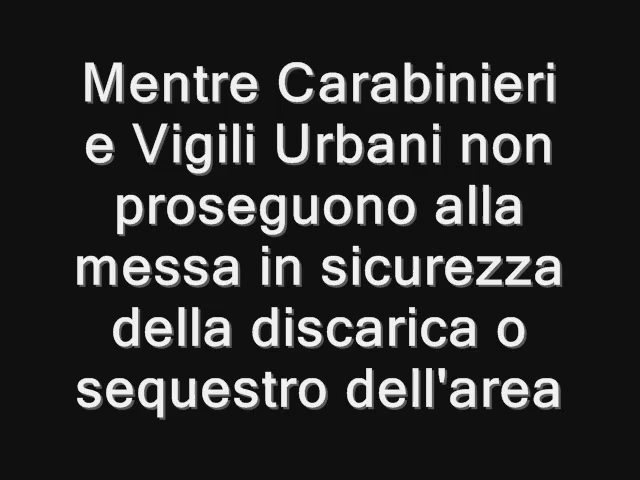 Mentre Carabinieri
e Vigili Urbani non
proseguono alla
messa in sicurezza
della discarica o
sequestro dell'area